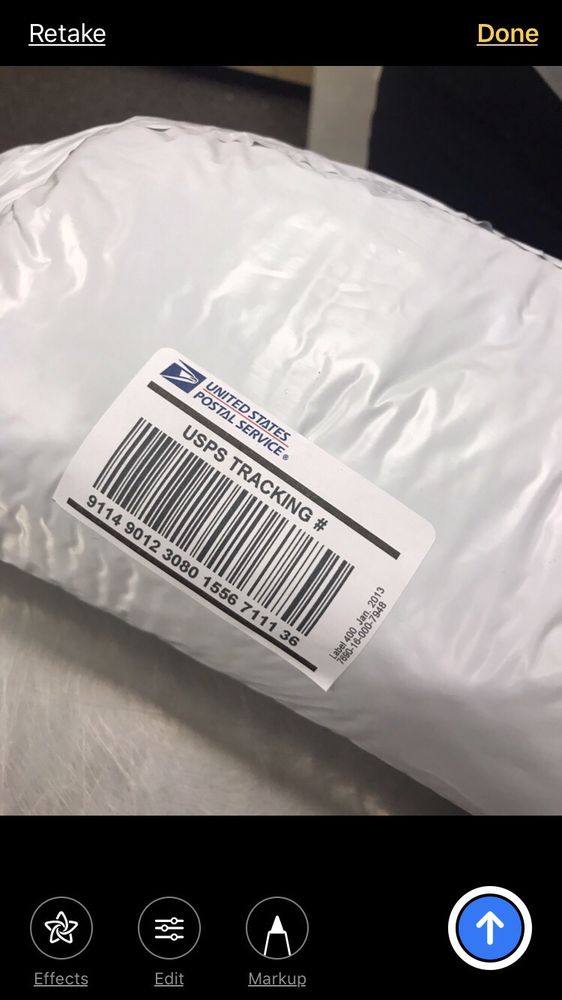 Retake
Done
UNITED STATES
POSTAL SERVICE®
USPS TRACKING #
9114 9012 3080 1556 7111 36
Label 400, Jan. 2013
7690-16-000-7948
Effects
Edit
Markup